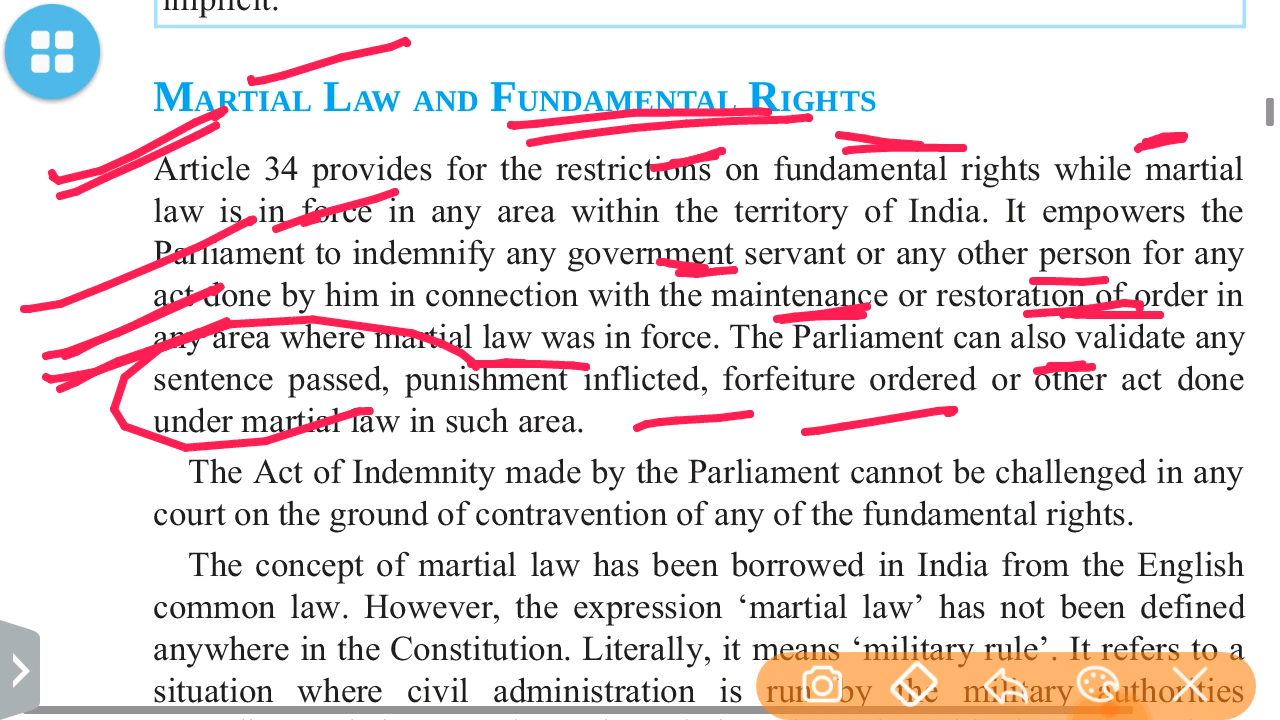 implicit.
MARTIAL LAW AND FUNDAMENTAL RIGHTS
Article 34 provides for the restrictions on fundamental rights while martial
law is in force in any area within the territory of India. It empowers the
Parliament to indemnify any government servant or any other person for any
act done by him in connection with the maintenance or restoration of order in
any area where martial law was in force. The Parliament can also validate any
sentence passed, punishment inflicted, forfeiture ordered or other act done
under martial law in such area.
The Act of Indemnity made by the Parliament cannot be challenged in any
court on the ground of contravention of any of the fundamental rights.
The concept of martial law has been borrowed in India from the English
common law. However, the expression ‘martial law’ has not been defined
anywhere in the Constitution. Literally, it means ‘military rule’. It refers to a
situation where civil administration is run by the military authorities